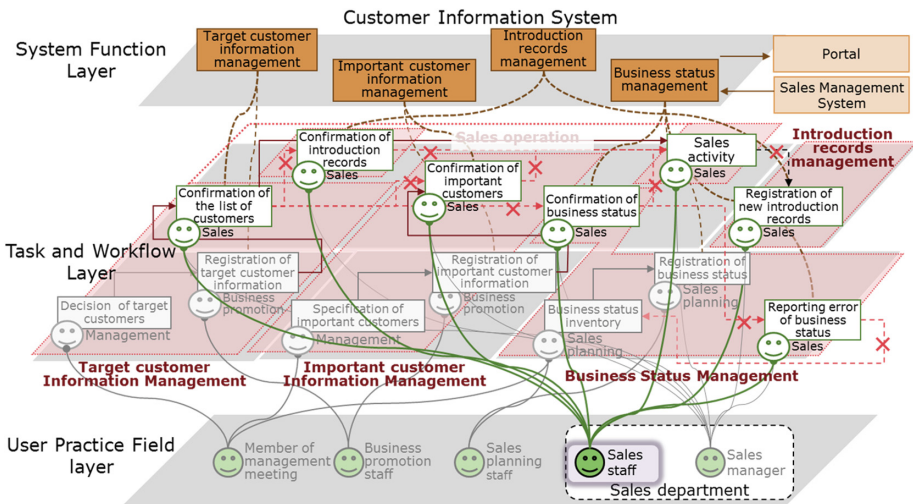 Customer Information System
System Function
Layer
Target customer
information
management
Important customer
information
management
Introduction
records
management
Business status
management
Portal
Sales Management
System
Sales operation
Confirmation of
introduction
records
Sales
Confirmation of
important
customers
Sales
Sales
activity
Sales
Introduction
records
management
Confirmation of
the list of
customers
Sales
Confirmation of
business status
Sales
Registration of
new introduction
records
Sales
Task and Workflow
Layer
Registration of
target customer
information
Business
promotion
Registration of
important customer
information
Business
promotion
Registration of
business status
Sales
planning
Decision of target
customers
Management
Specification of
important customers
Management
Business status
inventory
Sales
planning
Reporting error
of business
status
Sales
Target customer
Information Management
Important customer
Information Management
Business Status Management
User Practice Field
layer
Member of
management
meeting
Business
promotion
staff
Sales
planning
staff
Sales
staff
Sales
manager
Sales department